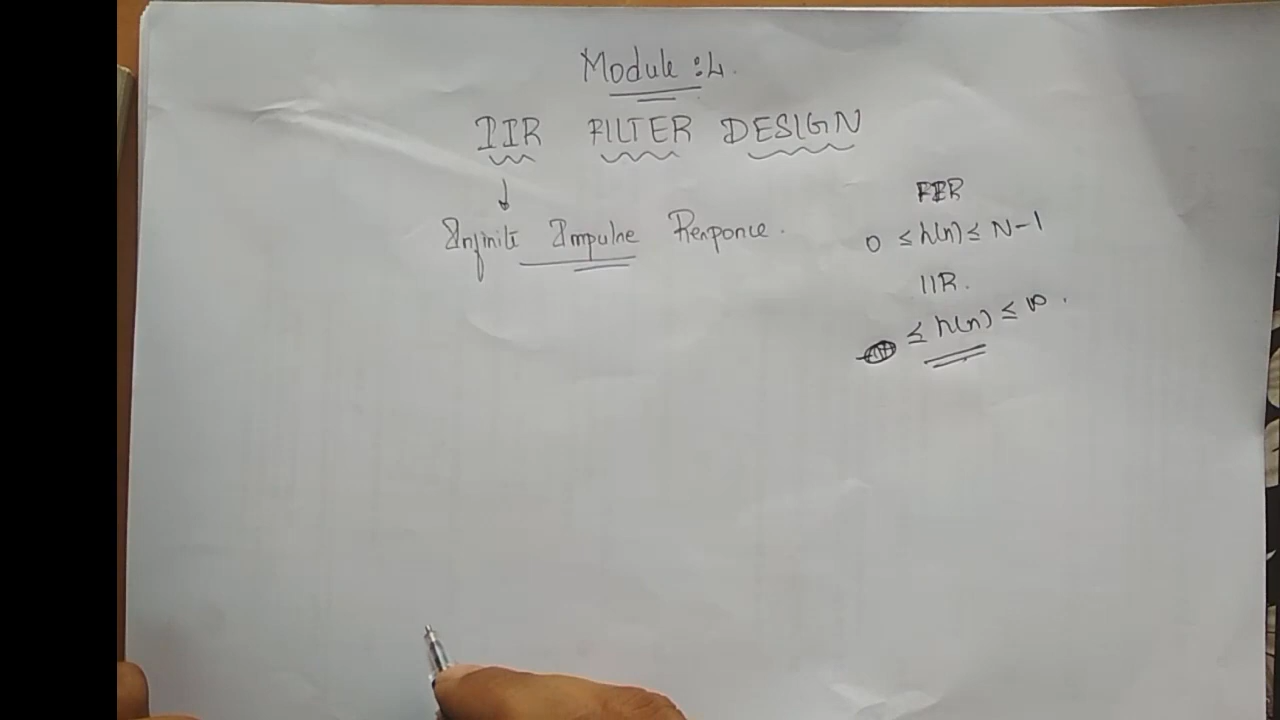 Module :4.
IIR FILTER DESIGN
↓
Infinite Impulse Responce.
FIR
0 ≤ h(n) ≤ N-1
IIR.
≤ h(n) ≤ ∞.